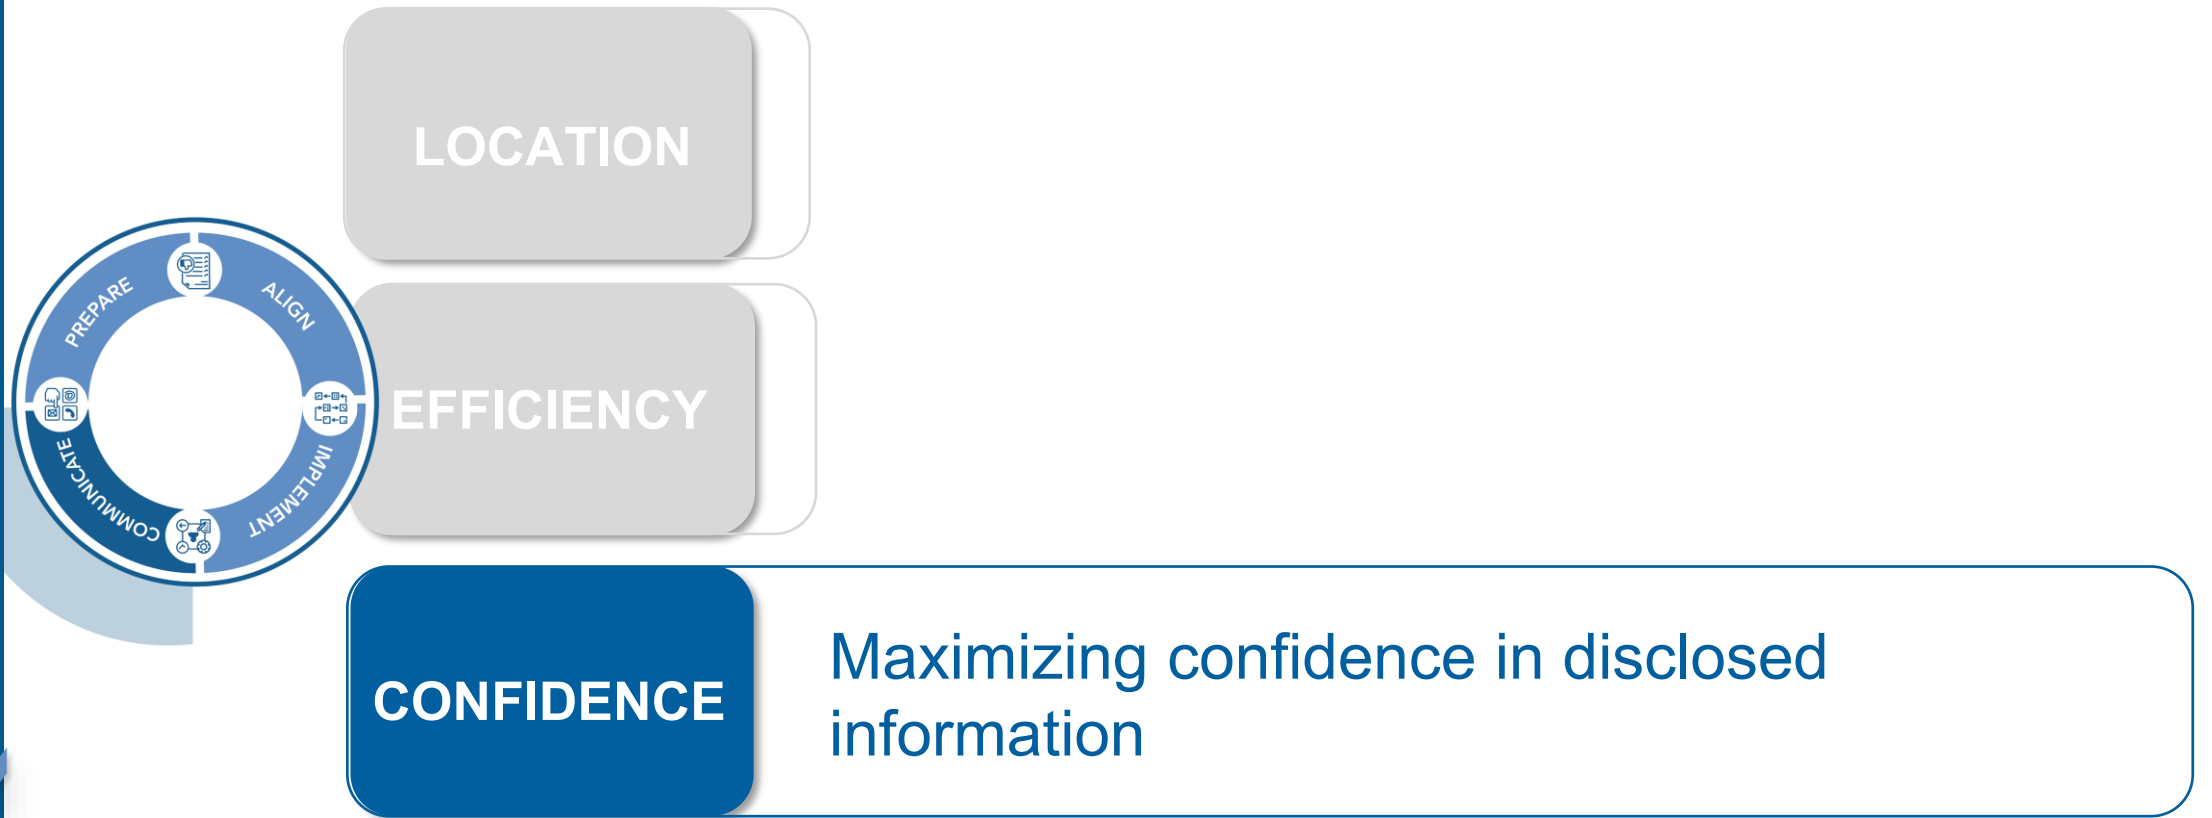 LOCATION
PREPARE
ALIGN
EFFICIENCY
COMMUNICATE
IMPLEMENT
CONFIDENCE
Maximizing confidence in disclosed
information